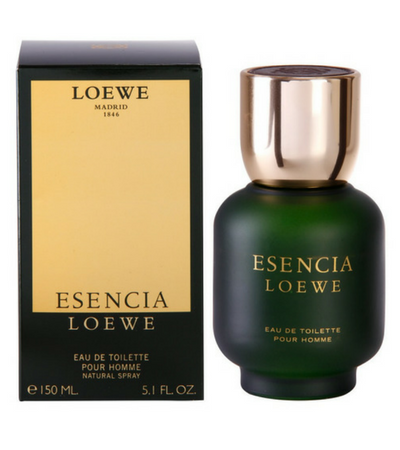 LOEWE
MADRID
1846
ESENCIA
LOEWE
EAU DE TOILETTE
POUR HOMME
NATURAL SPRAY
℮150 ML. 5.1 FL. OZ.
ESENCIA
LOEWE
EAU DE TOILETTE
POUR HOMME